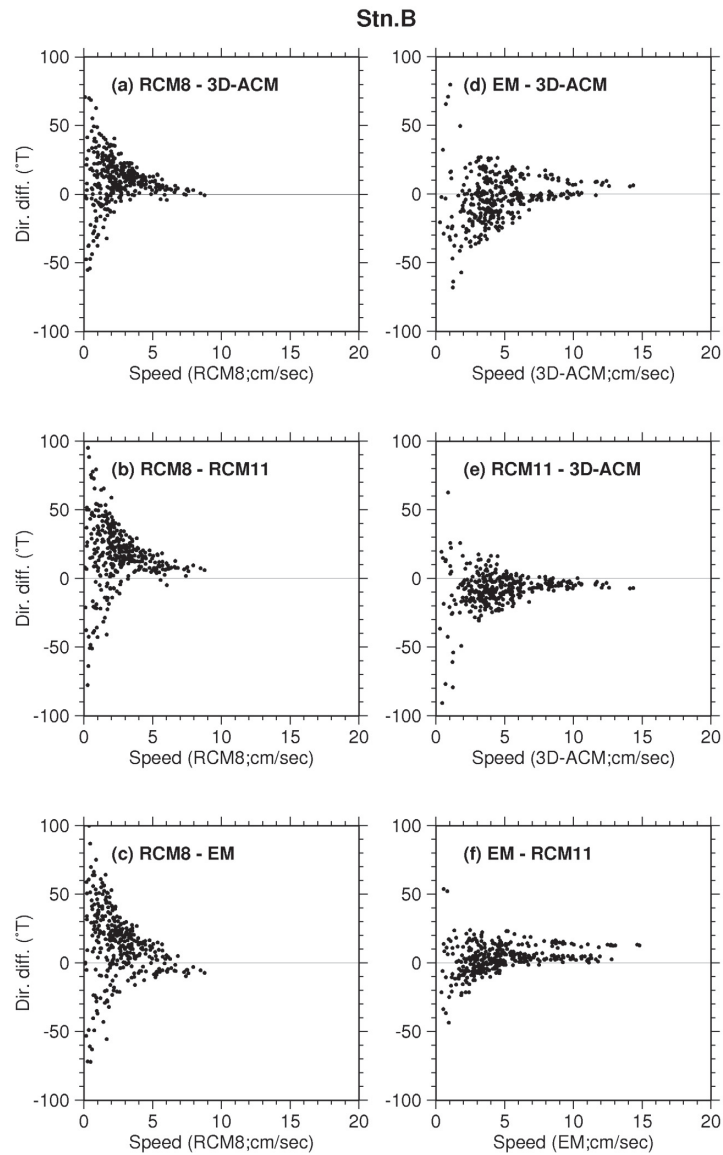 Stn.B
100
50
0
-50
-100
Dir. diff. (°T)
(a) RCM8 - 3D-ACM
0 5 10 15 20
Speed (RCM8;cm/sec)
100
50
0
-50
-100
(d) EM - 3D-ACM
0 5 10 15 20
Speed (3D-ACM;cm/sec)
100
50
0
-50
-100
Dir. diff. (°T)
(b) RCM8 - RCM11
0 5 10 15 20
Speed (RCM8;cm/sec)
100
50
0
-50
-100
(e) RCM11 - 3D-ACM
0 5 10 15 20
Speed (3D-ACM;cm/sec)
100
50
0
-50
-100
Dir. diff. (°T)
(c) RCM8 - EM
0 5 10 15 20
Speed (RCM8;cm/sec)
100
50
0
-50
-100
(f) EM - RCM11
0 5 10 15 20
Speed (EM;cm/sec)